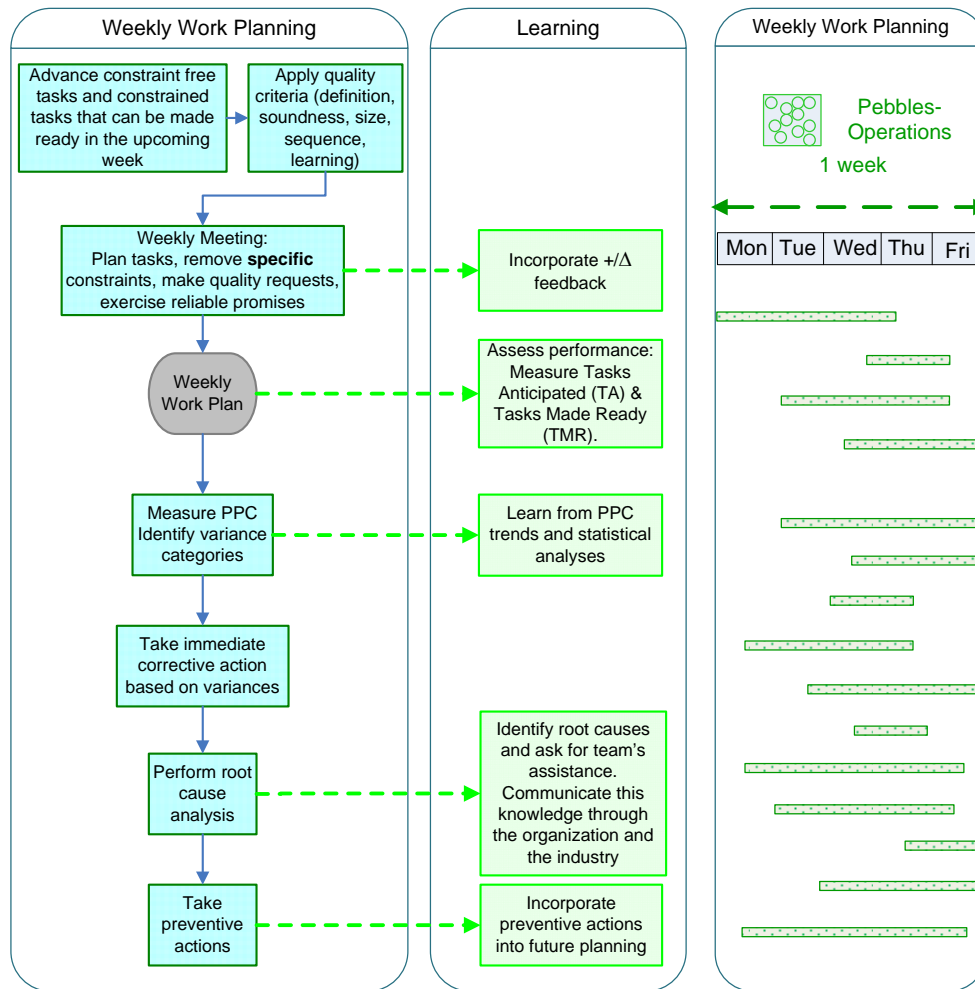 Weekly Work Planning
Advance constraint free
tasks and constrained
tasks that can be made
ready in the upcoming
week
Apply quality
criteria (definition,
soundness, size,
sequence,
learning)
Weekly Meeting:
Plan tasks, remove specific
constraints, make quality requests,
exercise reliable promises
Weekly
Work Plan
Measure PPC
Identify variance
categories
Take immediate
corrective action
based on variances
Perform root
cause
analysis
Take
preventive
actions
Learning
Incorporate +/Δ
feedback
Assess performance:
Measure Tasks
Anticipated (TA) &
Tasks Made Ready
(TMR).
Learn from PPC
trends and statistical
analyses
Identify root causes
and ask for team’s
assistance.
Communicate this
knowledge through
the organization and
the industry
Incorporate
preventive actions
into future planning
Weekly Work Planning
Pebbles-
Operations
1 week
Mon Tue Wed Thu Fri